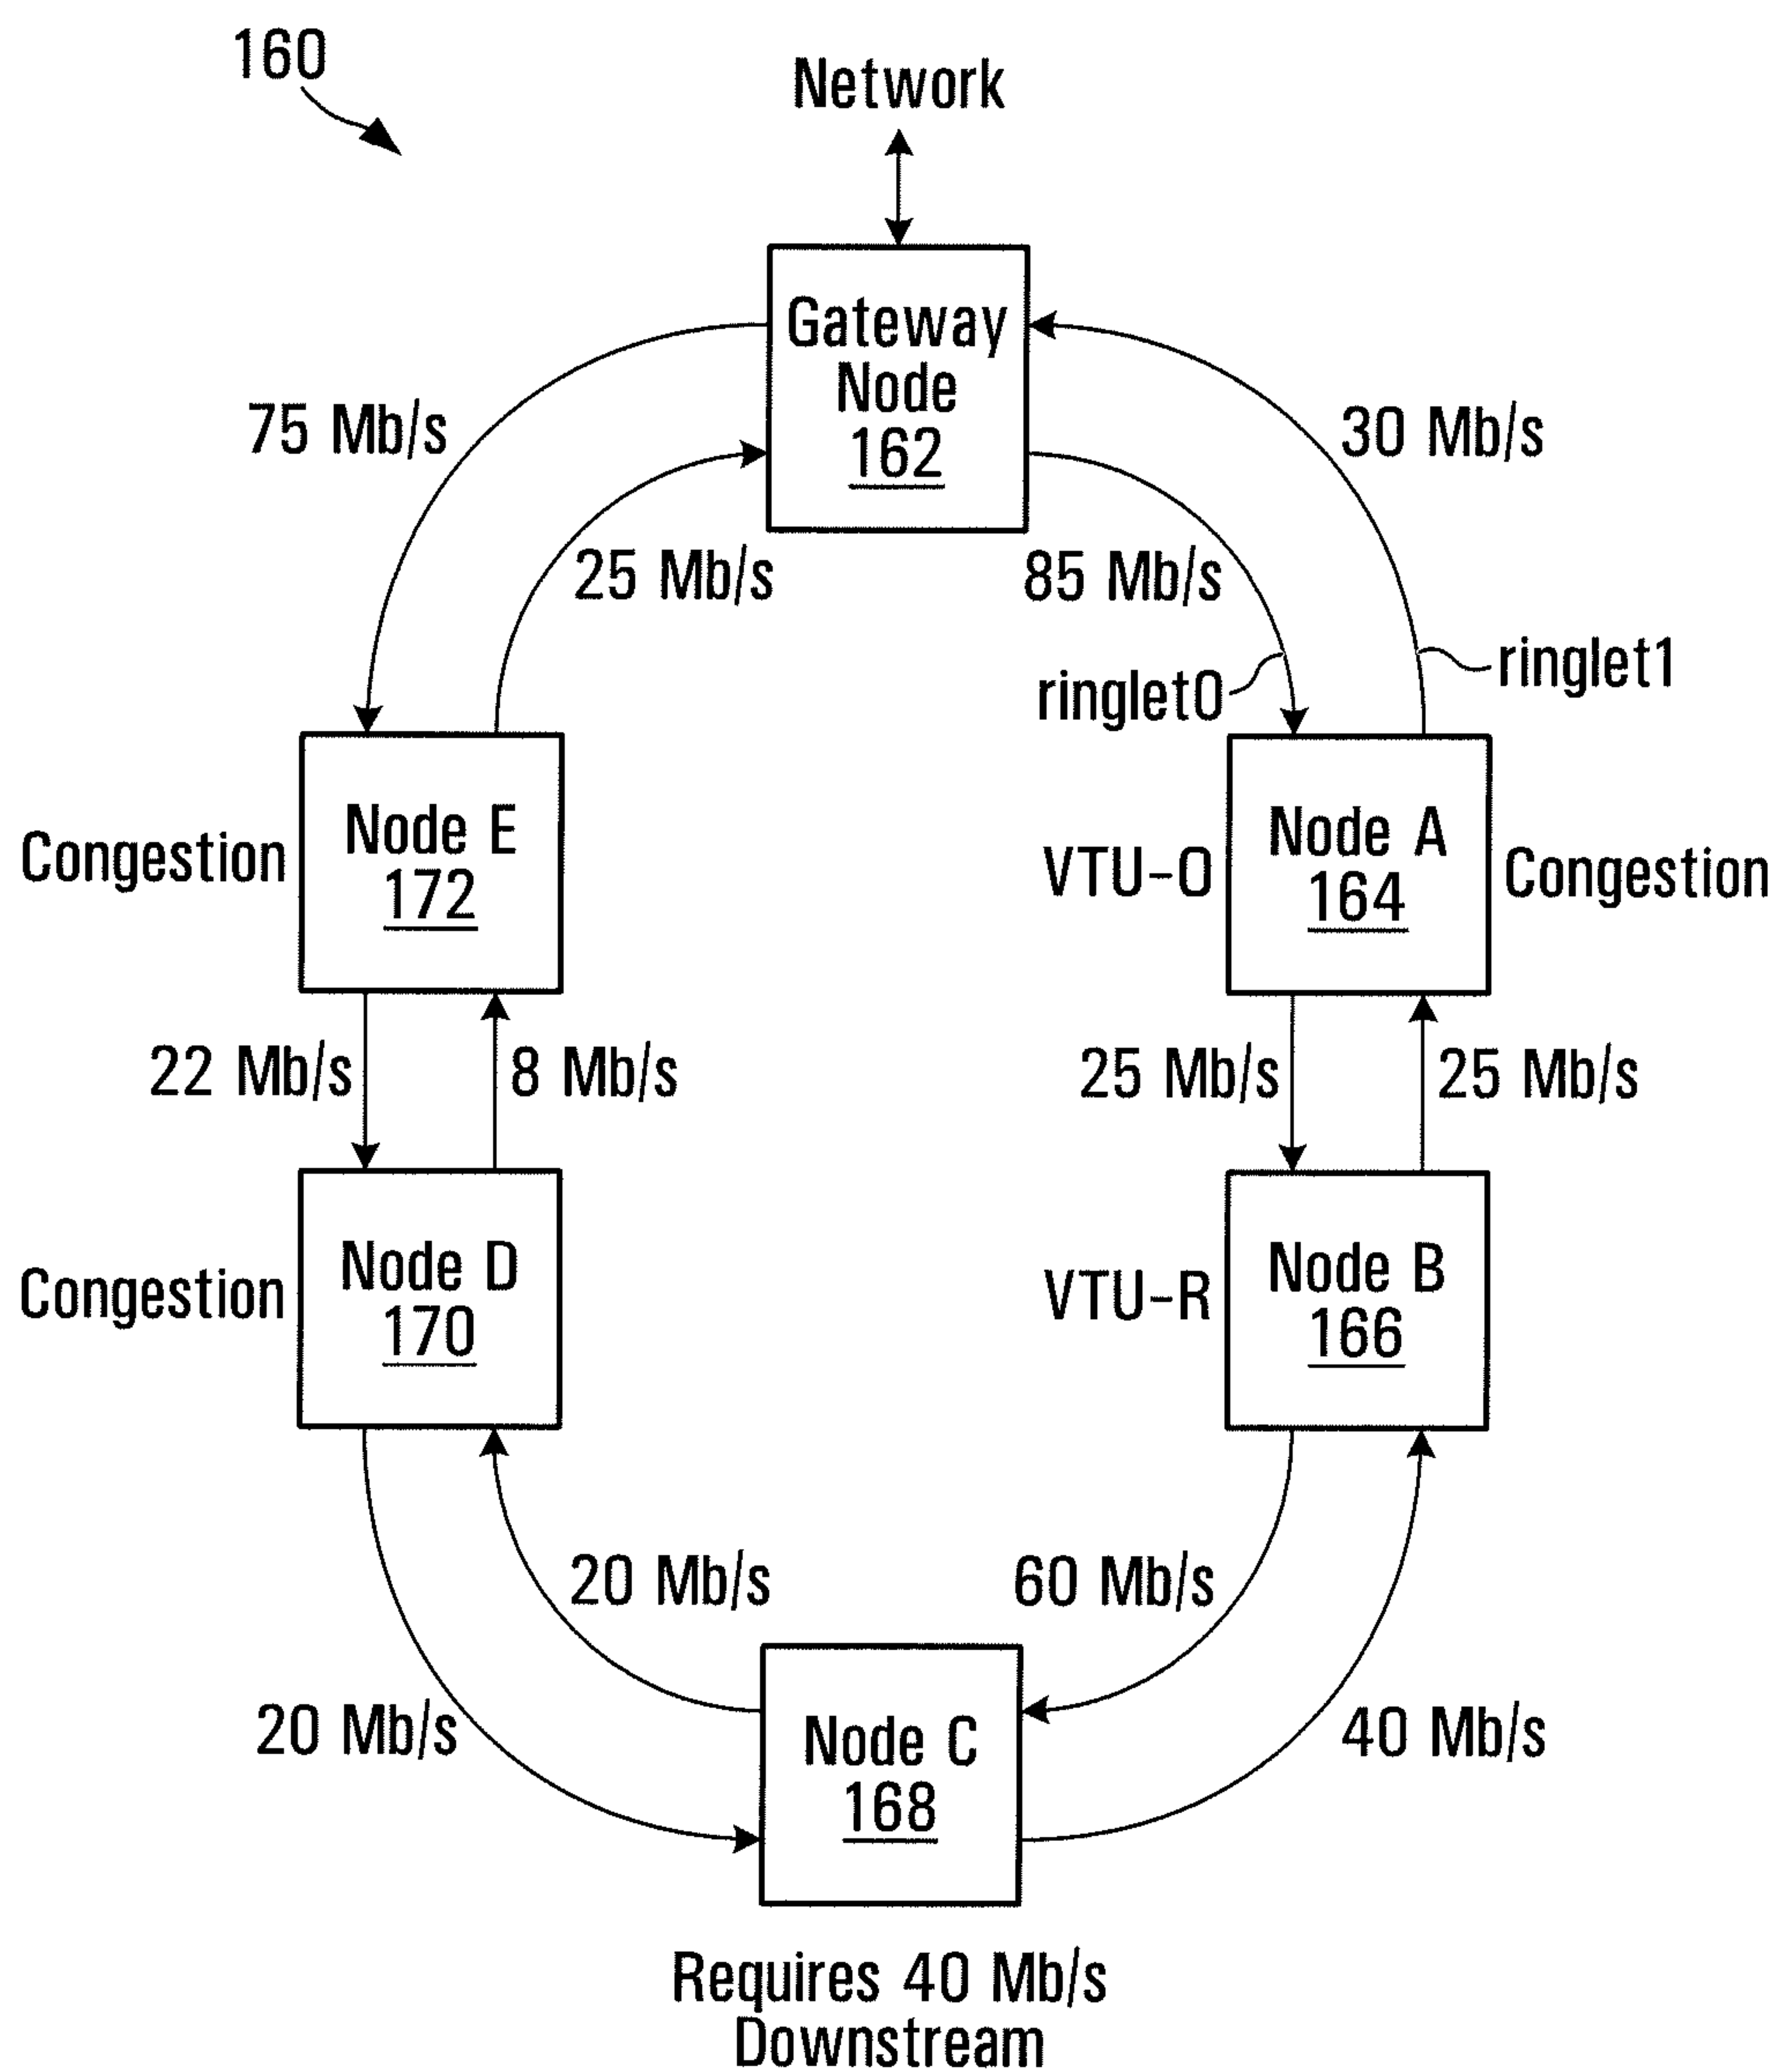 160
Network
Gateway
Node
162
75 Mb/s
30 Mb/s
25 Mb/s
85 Mb/s
ringlet0
ringlet1
Congestion
Node E
172
VTU-O
Node A
164
Congestion
22 Mb/s
8 Mb/s
25 Mb/s
25 Mb/s
Congestion
Node D
170
VTU-R
Node B
166
20 Mb/s
60 Mb/s
20 Mb/s
40 Mb/s
Node C
168
Requires 40 Mb/s
Downstream